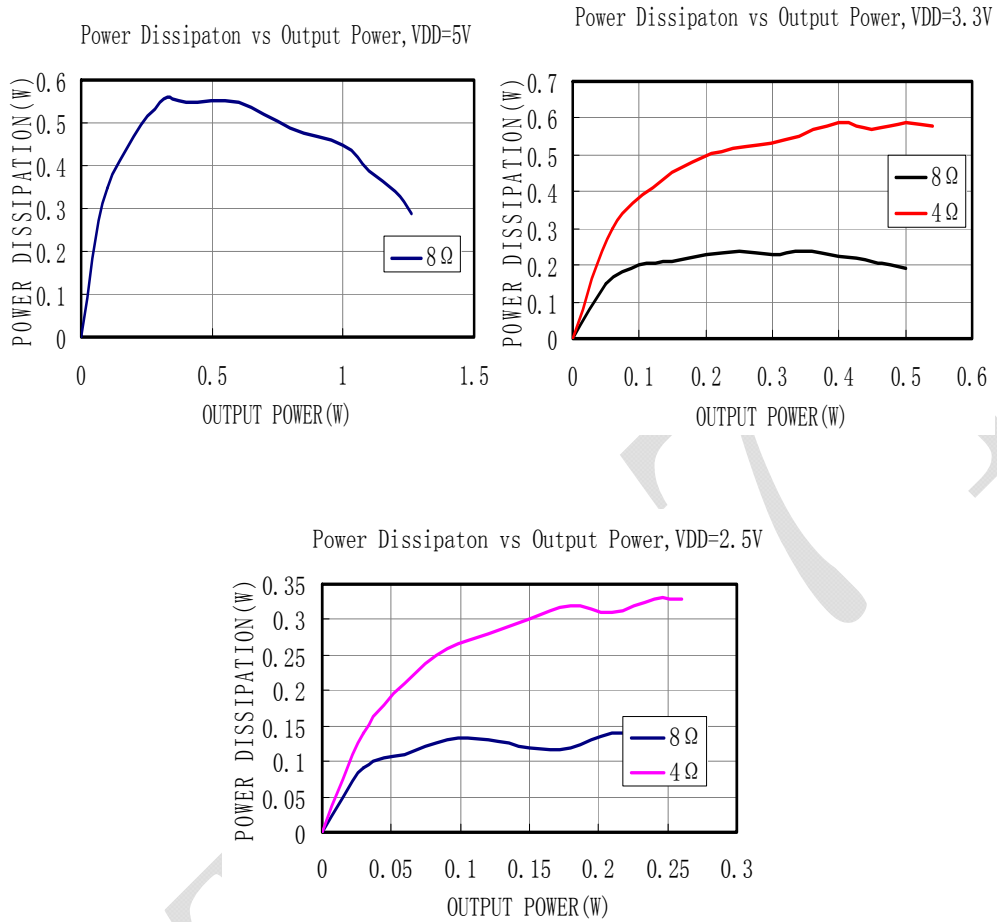 Power Dissipaton vs Output Power, VDD=5V
POWER DISSIPATION(W)
0.6
0.5
0.4
0.3
0.2
0.1
0
0 0.5 1 1.5
OUTPUT POWER(W)
8Ω
Power Dissipaton vs Output Power, VDD=3.3V
POWER DISSIPATION(W)
0.7
0.6
0.5
0.4
0.3
0.2
0.1
0
0 0.1 0.2 0.3 0.4 0.5 0.6
OUTPUT POWER(W)
8Ω
4Ω
Power Dissipaton vs Output Power, VDD=2.5V
POWER DISSIPATION(W)
0.35
0.3
0.25
0.2
0.15
0.1
0.05
0
0 0.05 0.1 0.15 0.2 0.25 0.3
OUTPUT POWER(W)
8Ω
4Ω